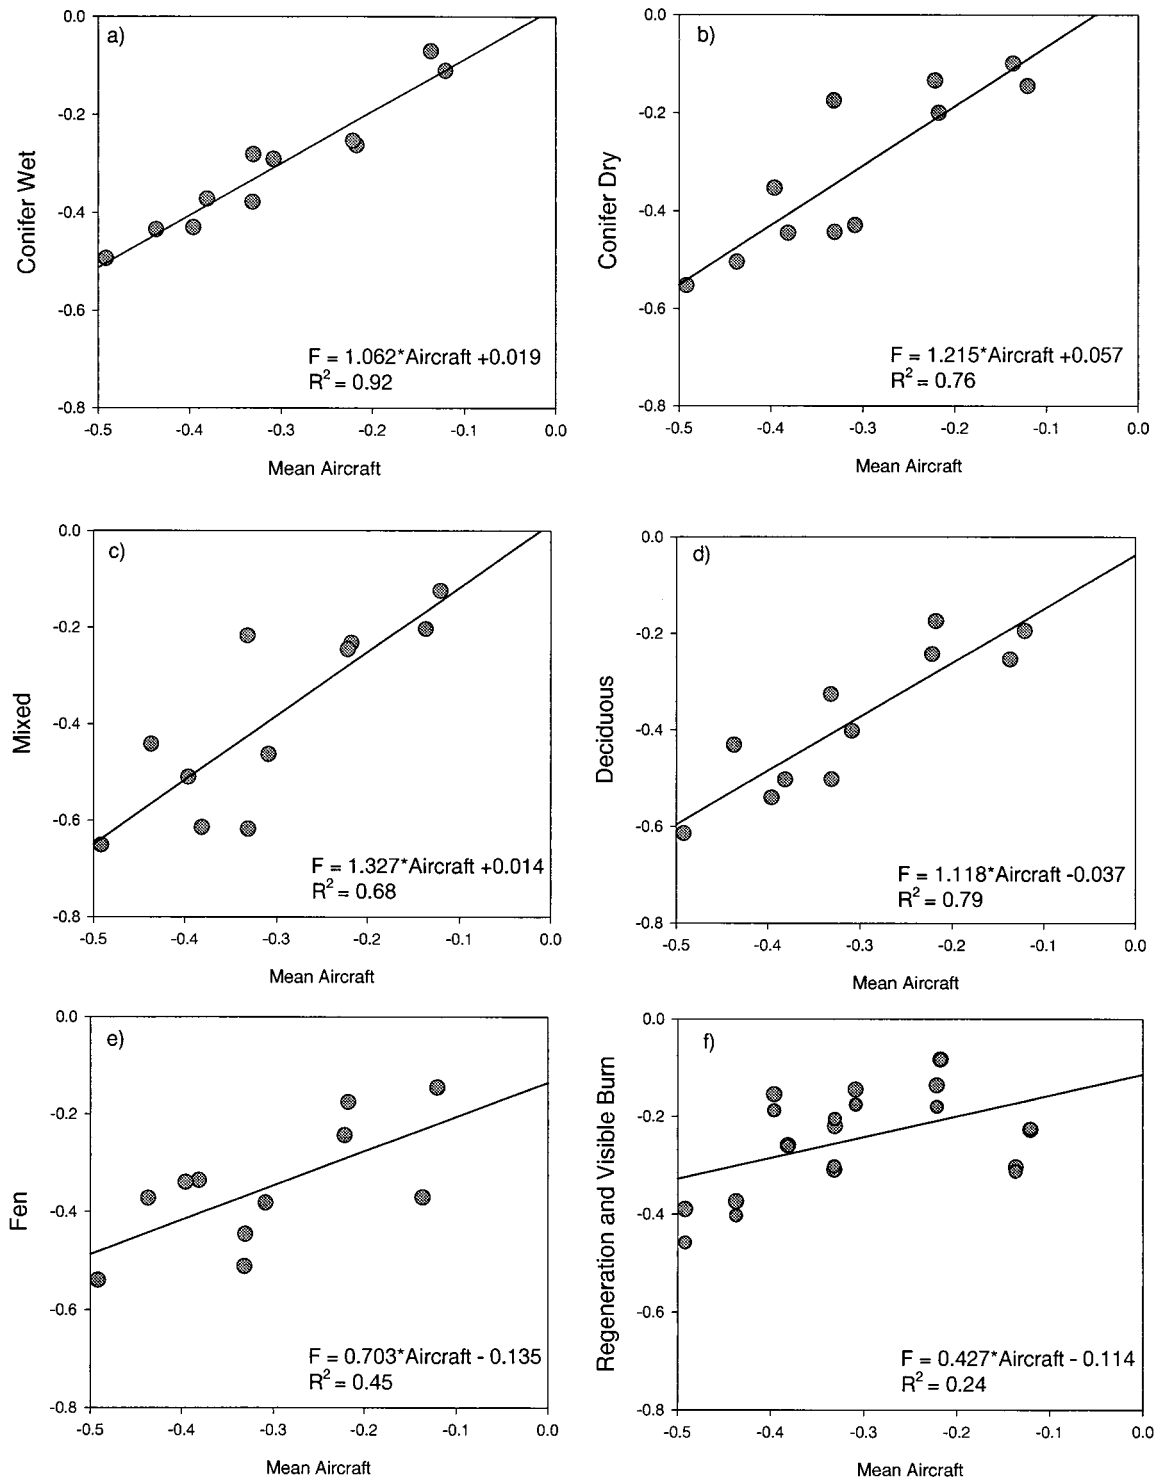 a)
0.0
-0.2
-0.4
-0.6
-0.8
Conifer Wet
F = 1.062*Aircraft +0.019
R² = 0.92
-0.5 -0.4 -0.3 -0.2 -0.1 0.0
Mean Aircraft
b)
0.0
-0.2
-0.4
-0.6
-0.8
Conifer Dry
F = 1.215*Aircraft +0.057
R² = 0.76
-0.5 -0.4 -0.3 -0.2 -0.1 0.0
Mean Aircraft
c)
0.0
-0.2
-0.4
-0.6
-0.8
Mixed
F = 1.327*Aircraft +0.014
R² = 0.68
-0.5 -0.4 -0.3 -0.2 -0.1 0.0
Mean Aircraft
d)
0.0
-0.2
-0.4
-0.6
-0.8
Deciduous
F = 1.118*Aircraft -0.037
R² = 0.79
-0.5 -0.4 -0.3 -0.2 -0.1 0.0
Mean Aircraft
e)
0.0
-0.2
-0.4
-0.6
-0.8
Fen
F = 0.703*Aircraft - 0.135
R² = 0.45
-0.5 -0.4 -0.3 -0.2 -0.1 0.0
Mean Aircraft
f)
0.0
-0.2
-0.4
-0.6
-0.8
Regeneration and Visible Burn
F = 0.427*Aircraft - 0.114
R² = 0.24
-0.5 -0.4 -0.3 -0.2 -0.1 0.0
Mean Aircraft